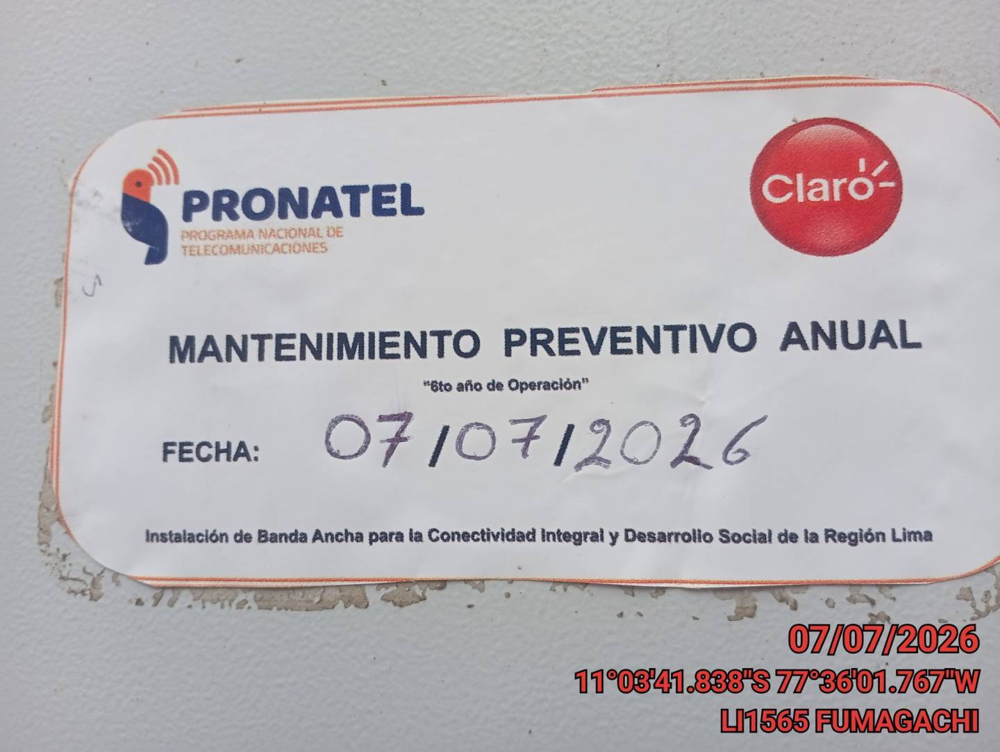 PRONATEL
PROGRAMA NACIONAL DE
TELECOMUNICACIONES
Claro
MANTENIMIENTO PREVENTIVO ANUAL
"6to año de Operación"
FECHA: 07/07/2026
Instalación de Banda Ancha para la Conectividad Integral y Desarrollo Social de la Región Lima
07/07/2026
11°03'41.838"S 77°36'01.767"W
LI1565 FUMAGACHI